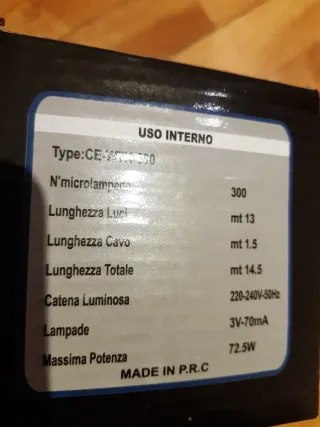 USO INTERNO
Type:
N°microlampade 300
Lunghezza Luci mt 13
Lunghezza Cavo mt 1.5
Lunghezza Totale mt 14.5
Catena Luminosa 220-240V-50Hz
Lampade 3V-70mA
Massima Potenza 72.5W
MADE IN P.R.C